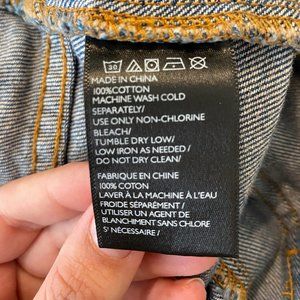 MADE IN CHINA
100%COTTON
MACHINE WASH COLD
SEPARATELY/
USE ONLY NON-CHLORINE
BLEACH/
TUMBLE DRY LOW/
LOW IRON AS NEEDED/
DO NOT DRY CLEAN/
FABRIQUE EN CHINE
100% COTON
LAVER À LA MACHINE À L'EAU
FROIDE SÉPARÉMENT/
UTILISER UN AGENT DE
BLANCHIMENT SANS CHLORE
S' NÉCESSAIRE/